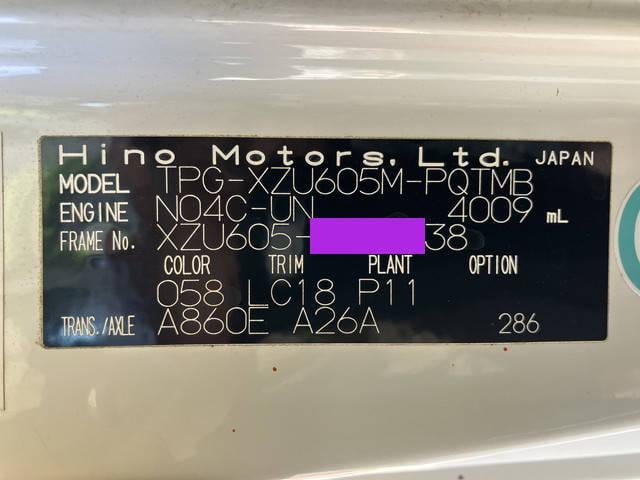 Hino Motors, Ltd. JAPAN
MODEL TPG-XZU605M-PQTMB
ENGINE N04C-UN 4009 mL
FRAME No. XZU605- 38
COLOR TRIM PLANT OPTION
058 LC18 P11
TRANS./AXLE A860E A26A 286